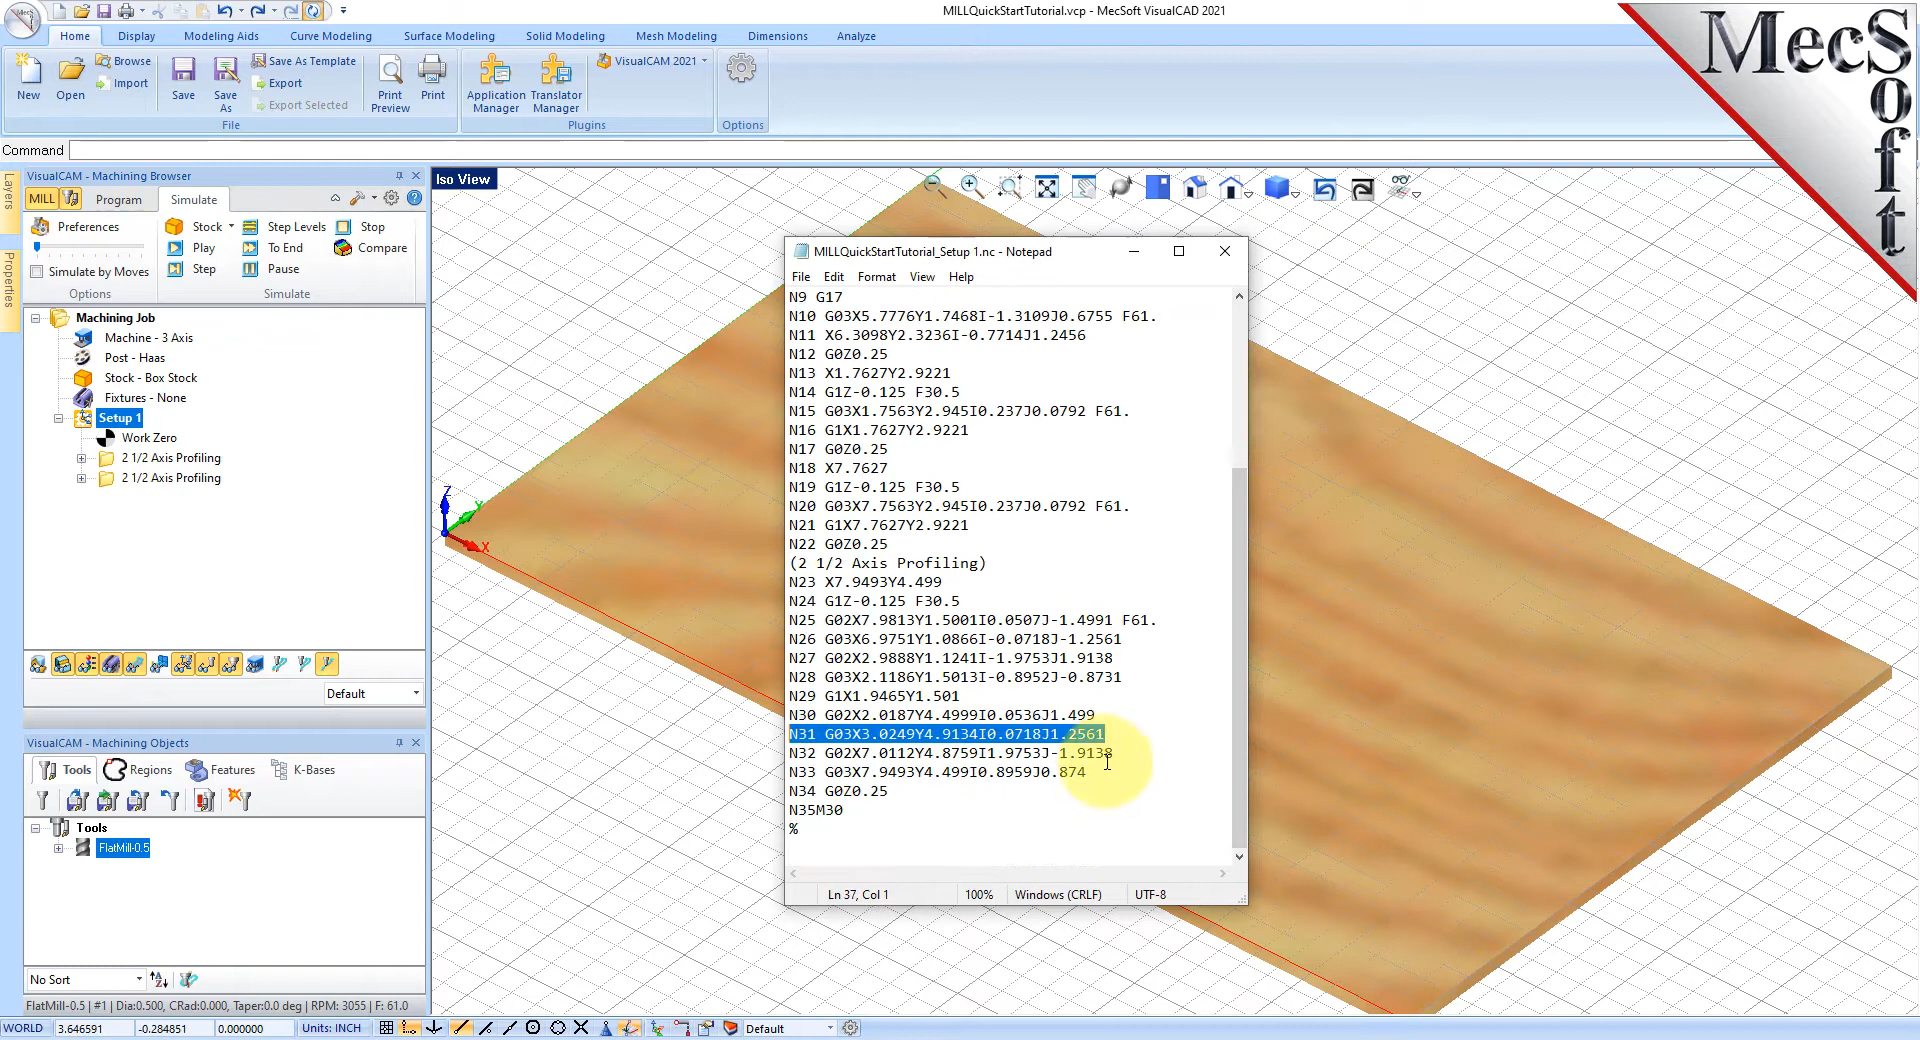 MILLQuickStartTutorial.vcp - MecSoft VisualCAD 2021
MecSoft
Home Display Modeling Aids Curve Modeling Surface Modeling Solid Modeling Mesh Modeling Dimensions Analyze
New
Open
Browse
Import
Save
Save As
Save As Template
Export
Export Selected
Print Preview
Print
File
Application Manager
Translator Manager
VisualCAM 2021
Plugins
Options
Command
Layers
Properties
VisualCAM - Machining Browser
MILL Program Simulate
Preferences
Simulate by Moves
Options
Stock Step Levels Stop
Play To End Compare
Step Pause
Simulate
Machining Job
Machine - 3 Axis
Post - Haas
Stock - Box Stock
Fixtures - None
Setup 1
Work Zero
2 1/2 Axis Profiling
2 1/2 Axis Profiling
Default
VisualCAM - Machining Objects
Tools Regions Features K-Bases
Tools
FlatMill-0.5
No Sort
FlatMill-0.5 | #1 | Dia:0.500, CRad:0.000, Taper:0.0 deg | RPM: 3055 | F: 61.0
Iso View
Z
Y
X
MILLQuickStartTutorial_Setup 1.nc - Notepad
File Edit Format View Help
N9 G17
N10 G03X5.7776Y1.7468I-1.3109J0.6755 F61.
N11 X6.3098Y2.3236I-0.7714J1.2456
N12 G0Z0.25
N13 X1.7627Y2.9221
N14 G1Z-0.125 F30.5
N15 G03X1.7563Y2.945I0.237J0.0792 F61.
N16 G1X1.7627Y2.9221
N17 G0Z0.25
N18 X7.7627
N19 G1Z-0.125 F30.5
N20 G03X7.7563Y2.945I0.237J0.0792 F61.
N21 G1X7.7627Y2.9221
N22 G0Z0.25
(2 1/2 Axis Profiling)
N23 X7.9493Y4.499
N24 G1Z-0.125 F30.5
N25 G02X7.9813Y1.5001I0.0507J-1.4991 F61.
N26 G03X6.9751Y1.0866I-0.0718J-1.2561
N27 G02X2.9888Y1.1241I-1.9753J1.9138
N28 G03X2.1186Y1.5013I-0.8952J-0.8731
N29 G1X1.9465Y1.501
N30 G02X2.0187Y4.4999I0.0536J1.499
N31 G03X3.0249Y4.9134I0.0718J1.2561
N32 G02X7.0112Y4.8759I1.9753J-1.9138
N33 G03X7.9493Y4.499I0.8959J0.874
N34 G0Z0.25
N35M30
%
Ln 37, Col 1 100% Windows (CRLF) UTF-8
WORLD 3.646591 -0.284851 0.000000 Units: INCH Default